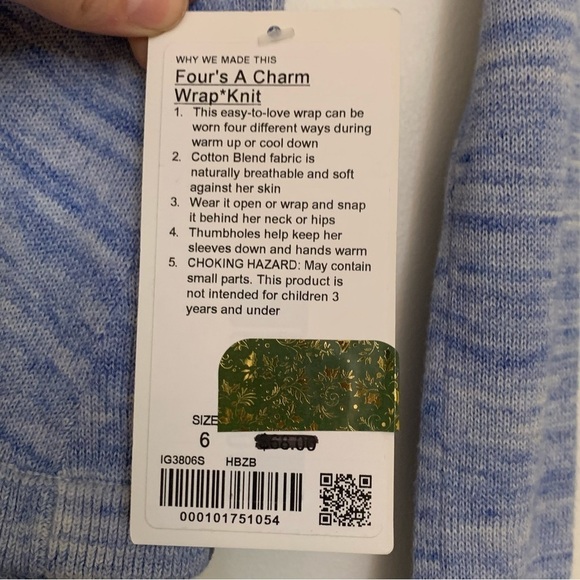 WHY WE MADE THIS
Four's A Charm
Wrap*Knit
1. This easy-to-love wrap can be
worn four different ways during
warm up or cool down
2. Cotton Blend fabric is
naturally breathable and soft
against her skin
3. Wear it open or wrap and snap
it behind her neck or hips
4. Thumbholes help keep her
sleeves down and hands warm
5. CHOKING HAZARD: May contain
small parts. This product is
not intended for children 3
years and under
SIZE
6
IG3806S HBZB
000101751054